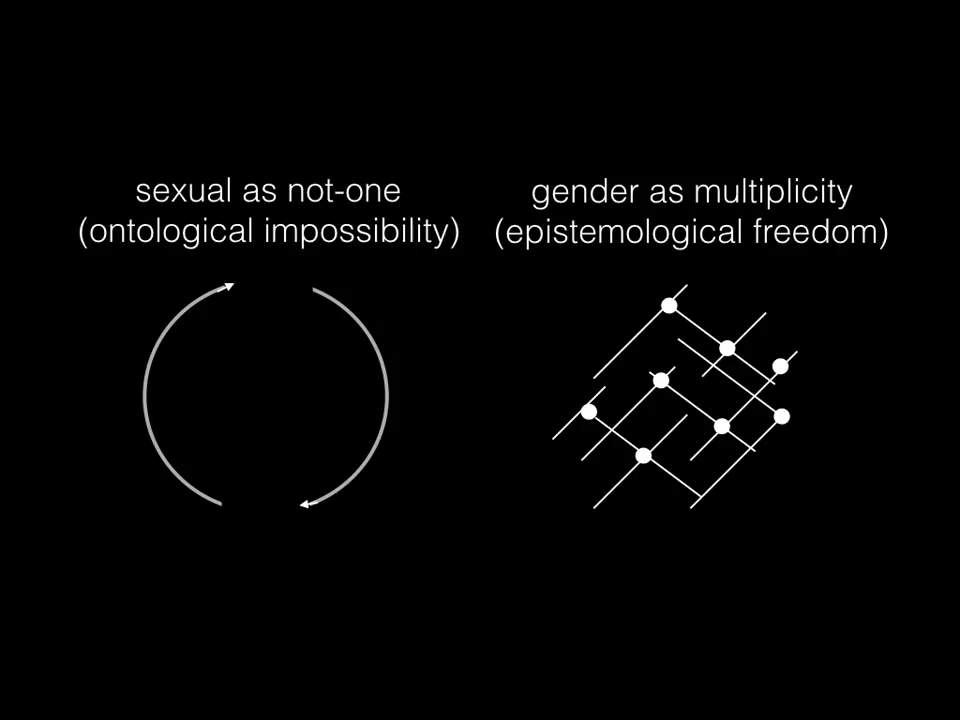 sexual as not-one
(ontological impossibility)
gender as multiplicity
(epistemological freedom)